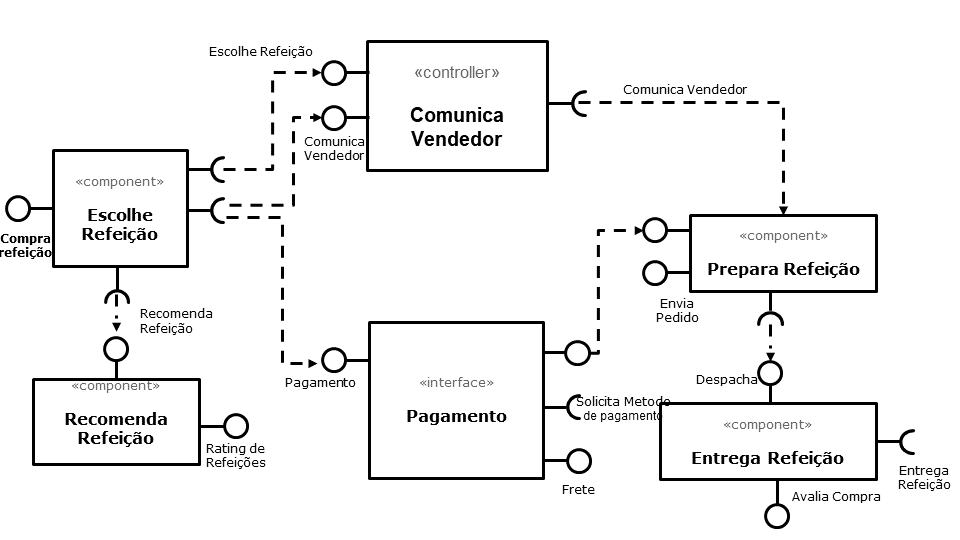 Escolhe Refeição
«controller»
Comunica
Vendedor
Comunica
Vendedor
Comunica Vendedor
«component»
Escolhe
Refeição
Compra
refeição
Recomenda
Refeição
«component»
Recomenda
Refeição
Rating de
Refeições
Pagamento
«interface»
Pagamento
Solicita Metodo
de pagamento
Frete
«component»
Prepara Refeição
Envia
Pedido
Despacha
«component»
Entrega Refeição
Entrega
Refeição
Avalia Compra